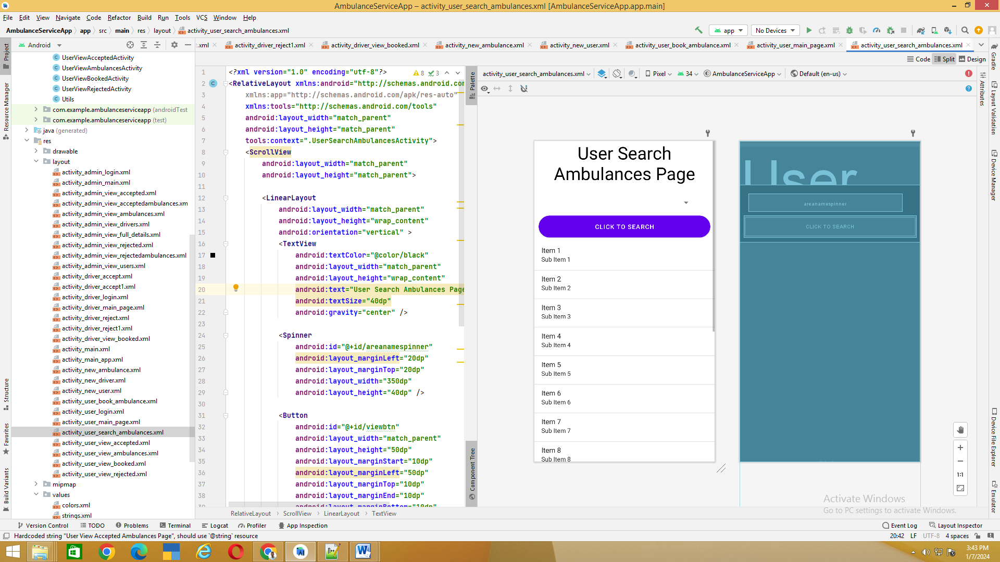 AmbulanceServiceApp – activity_user_search_ambulances.xml [AmbulanceServiceApp.app.main]
File Edit View Navigate Code Refactor Build Run Tools VCS Window Help
AmbulanceServiceApp app src main res layout activity_user_search_ambulances.xml
app No Devices
Android
t.xml activity_driver_reject1.xml activity_driver_view_booked.xml activity_new_ambulance.xml activity_new_user.xml activity_user_book_ambulance.xml activity_user_main_page.xml activity_user_search_ambulances.xml
Code Split Design
Project
Resource Manager
Structure
Favorites
Build Variants
UserViewAcceptedActivity
UserViewAmbulancesActivity
UserViewBookedActivity
UserViewRejectedActivity
Utils
com.example.ambulanceserviceapp (androidTest
com.example.ambulanceserviceapp (test)
java (generated)
res
drawable
layout
activity_admin_login.xml
activity_admin_main.xml
activity_admin_view_accepted.xml
activity_admin_view_acceptedambulances.xm
activity_admin_view_ambulances.xml
activity_admin_view_drivers.xml
activity_admin_view_full_details.xml
activity_admin_view_rejected.xml
activity_admin_view_rejectedambulances.xml
activity_admin_view_users.xml
activity_driver_accept.xml
activity_driver_accept1.xml
activity_driver_login.xml
activity_driver_main_page.xml
activity_driver_reject.xml
activity_driver_reject1.xml
activity_driver_view_booked.xml
activity_main.xml
activity_main_app.xml
activity_new_ambulance.xml
activity_new_driver.xml
activity_new_user.xml
activity_user_book_ambulance.xml
activity_user_login.xml
activity_user_main_page.xml
activity_user_search_ambulances.xml
activity_user_view_accepted.xml
activity_user_view_ambulances.xml
activity_user_view_booked.xml
activity_user_view_rejected.xml
mipmap
values
colors.xml
strings.xml
8 3
1 <?xml version="1.0" encoding="utf-8"?>
2 <RelativeLayout xmlns:android="http://schemas.android.com
3 xmlns:app="http://schemas.android.com/apk/res-auto"
4 xmlns:tools="http://schemas.android.com/tools"
5 android:layout_width="match_parent"
6 android:layout_height="match_parent"
7 tools:context=".UserSearchAmbulancesActivity">
8 <ScrollView
9 android:layout_width="match_parent"
10 android:layout_height="match_parent">
11
12 <LinearLayout
13 android:layout_width="match_parent"
14 android:layout_height="wrap_content"
15 android:orientation="vertical" >
16 <TextView
17 android:textColor="@color/black"
18 android:layout_width="match_parent"
19 android:layout_height="wrap_content"
20 android:text="User Search Ambulances Page
21 android:textSize="40dp"
22 android:gravity="center" />
23
24 <Spinner
25 android:id="@+id/areanamespinner"
26 android:layout_marginLeft="20dp"
27 android:layout_marginTop="20dp"
28 android:layout_width="350dp"
29 android:layout_height="40dp" />
30
31 <Button
32 android:id="@+id/viewbtn"
33 android:layout_width="match_parent"
34 android:layout_height="50dp"
35 android:layout_marginStart="10dp"
36 android:layout_marginLeft="50dp"
37 android:layout_marginTop="10dp"
38 android:layout_marginEnd="10dp"
39 android:layout_marginBottom="10dp"
RelativeLayout ScrollView LinearLayout TextView
Palette
Component Tree
activity_user_search_ambulances.xml Pixel 34 AmbulanceServiceApp Default (en-us)
User Search
Ambulances Page
CLICK TO SEARCH
Item 1
Sub Item 1
Item 2
Sub Item 2
Item 3
Sub Item 3
Item 4
Sub Item 4
Item 5
Sub Item 5
Item 6
Sub Item 6
Item 7
Sub Item 7
Item 8
Sub Item 8
User
areanamespinner
CLICK TO SEARCH
1:1
Attributes
Gradle
Layout Validation
Device Manager
Device File Explorer
Emulator
Activate Windows
Go to PC settings to activate Windows.
Version Control TODO Problems Terminal Logcat Profiler App Inspection Event Log Layout Inspector
Hardcoded string "User View Accepted Ambulances Page", should use `@string` resource 20:42 LF UTF-8 4 spaces
3:43 PM
1/7/2024